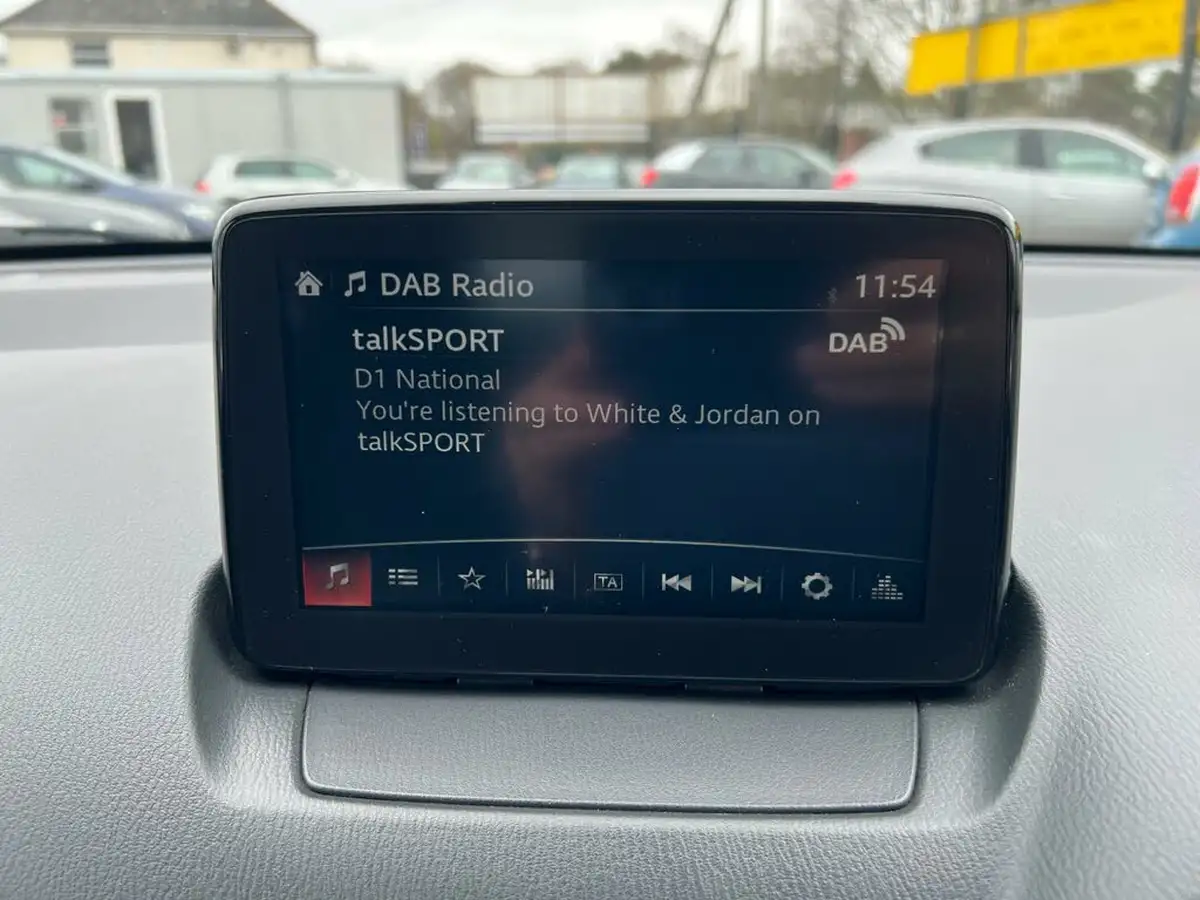 DAB Radio 11:54
talkSPORT
DAB
D1 National
You're listening to White & Jordan on
talkSPORT
TA